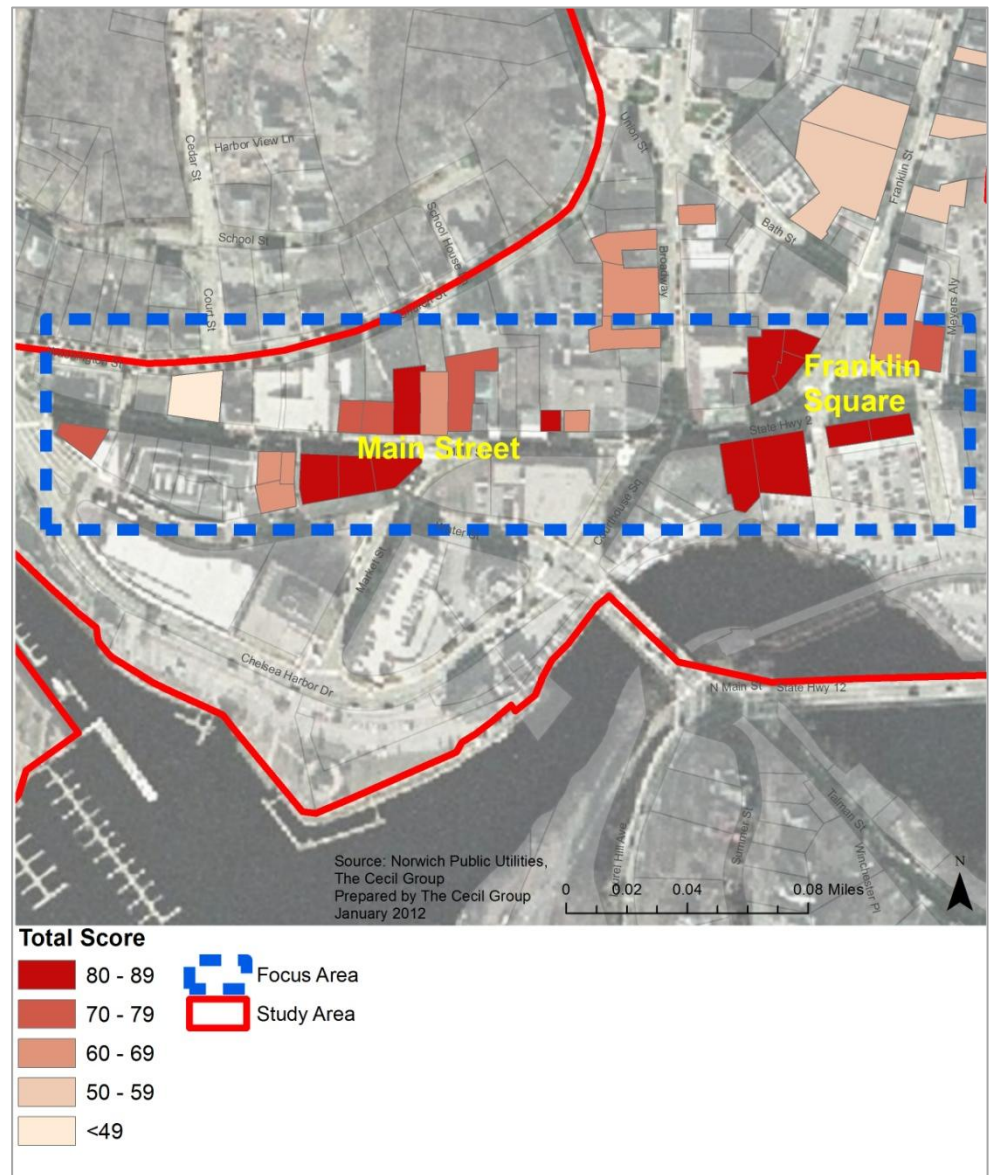 Harbor View Ln
Cedar St
School St
School House
Court St
Union St
Bath St
Franklin St
Broadway
Meyers Aly
Franklin
Square
State Hwy 2
Main Street
Courthouse Sq
Market St
Chelsea Harbor Dr
N Main St
State Hwy 12
Laurel Hill Ave
Summer St
Talman St
Winchester Pl
Source: Norwich Public Utilities,
The Cecil Group
Prepared by The Cecil Group
January 2012
0 0.02 0.04 0.08 Miles
N
Total Score
80 - 89
70 - 79
60 - 69
50 - 59
<49
Focus Area
Study Area